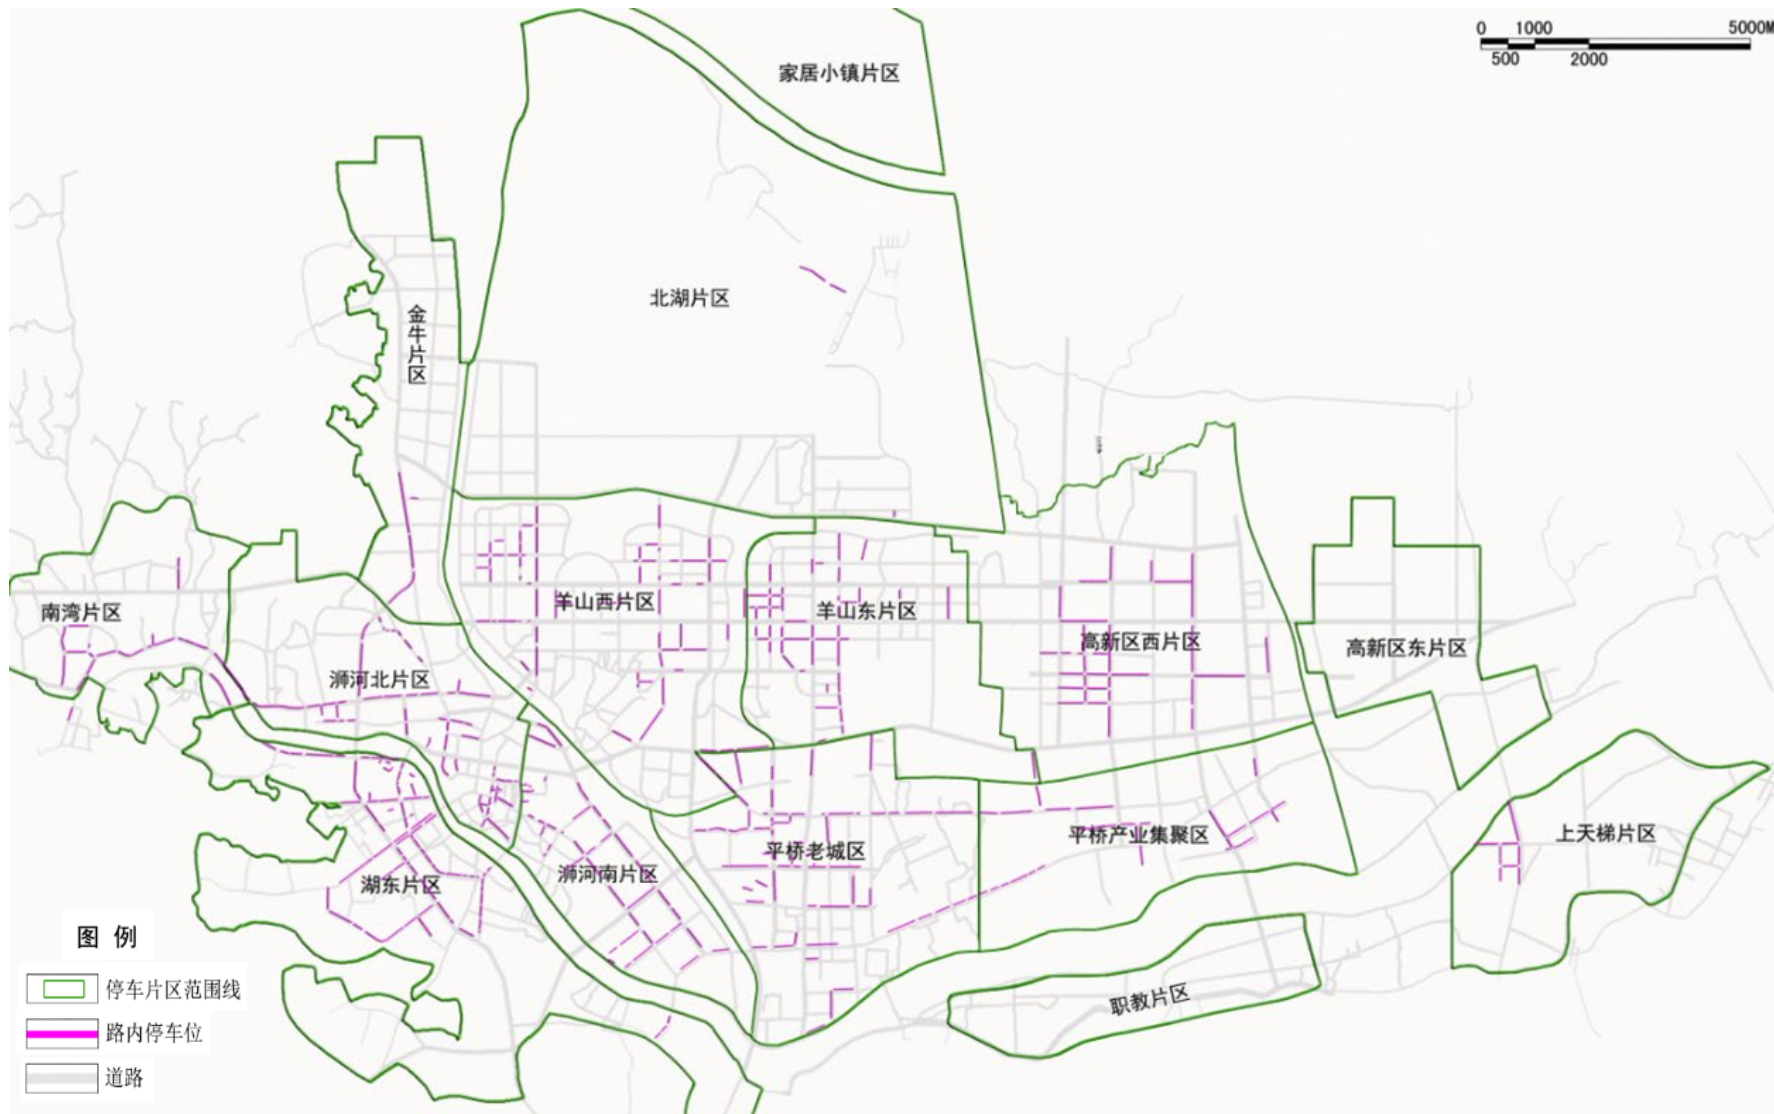 0 1000 5000M
500 2000
家居小镇片区
北湖片区
金牛片区
南湾片区
羊山西片区
羊山东片区
高新区西片区
高新区东片区
浉河北片区
平桥老城区
平桥产业集聚区
上天梯片区
湖东片区
浉河南片区
职教片区
图 例
停车片区范围线
路内停车位
道路